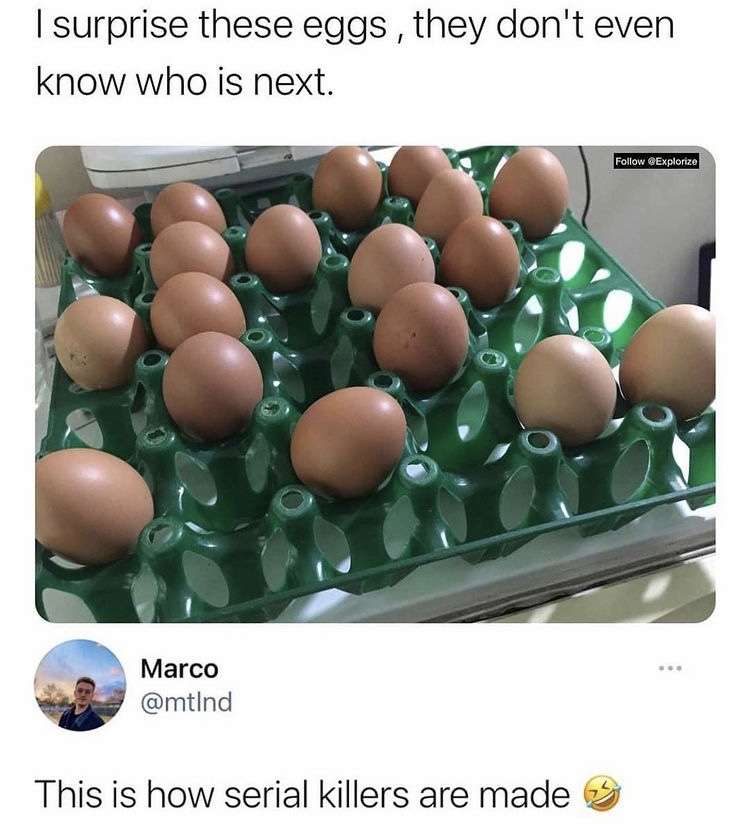 I surprise these eggs , they don't even
know who is next.
Follow @Explorize
Marco
@mtlnd
This is how serial killers are made 🤣